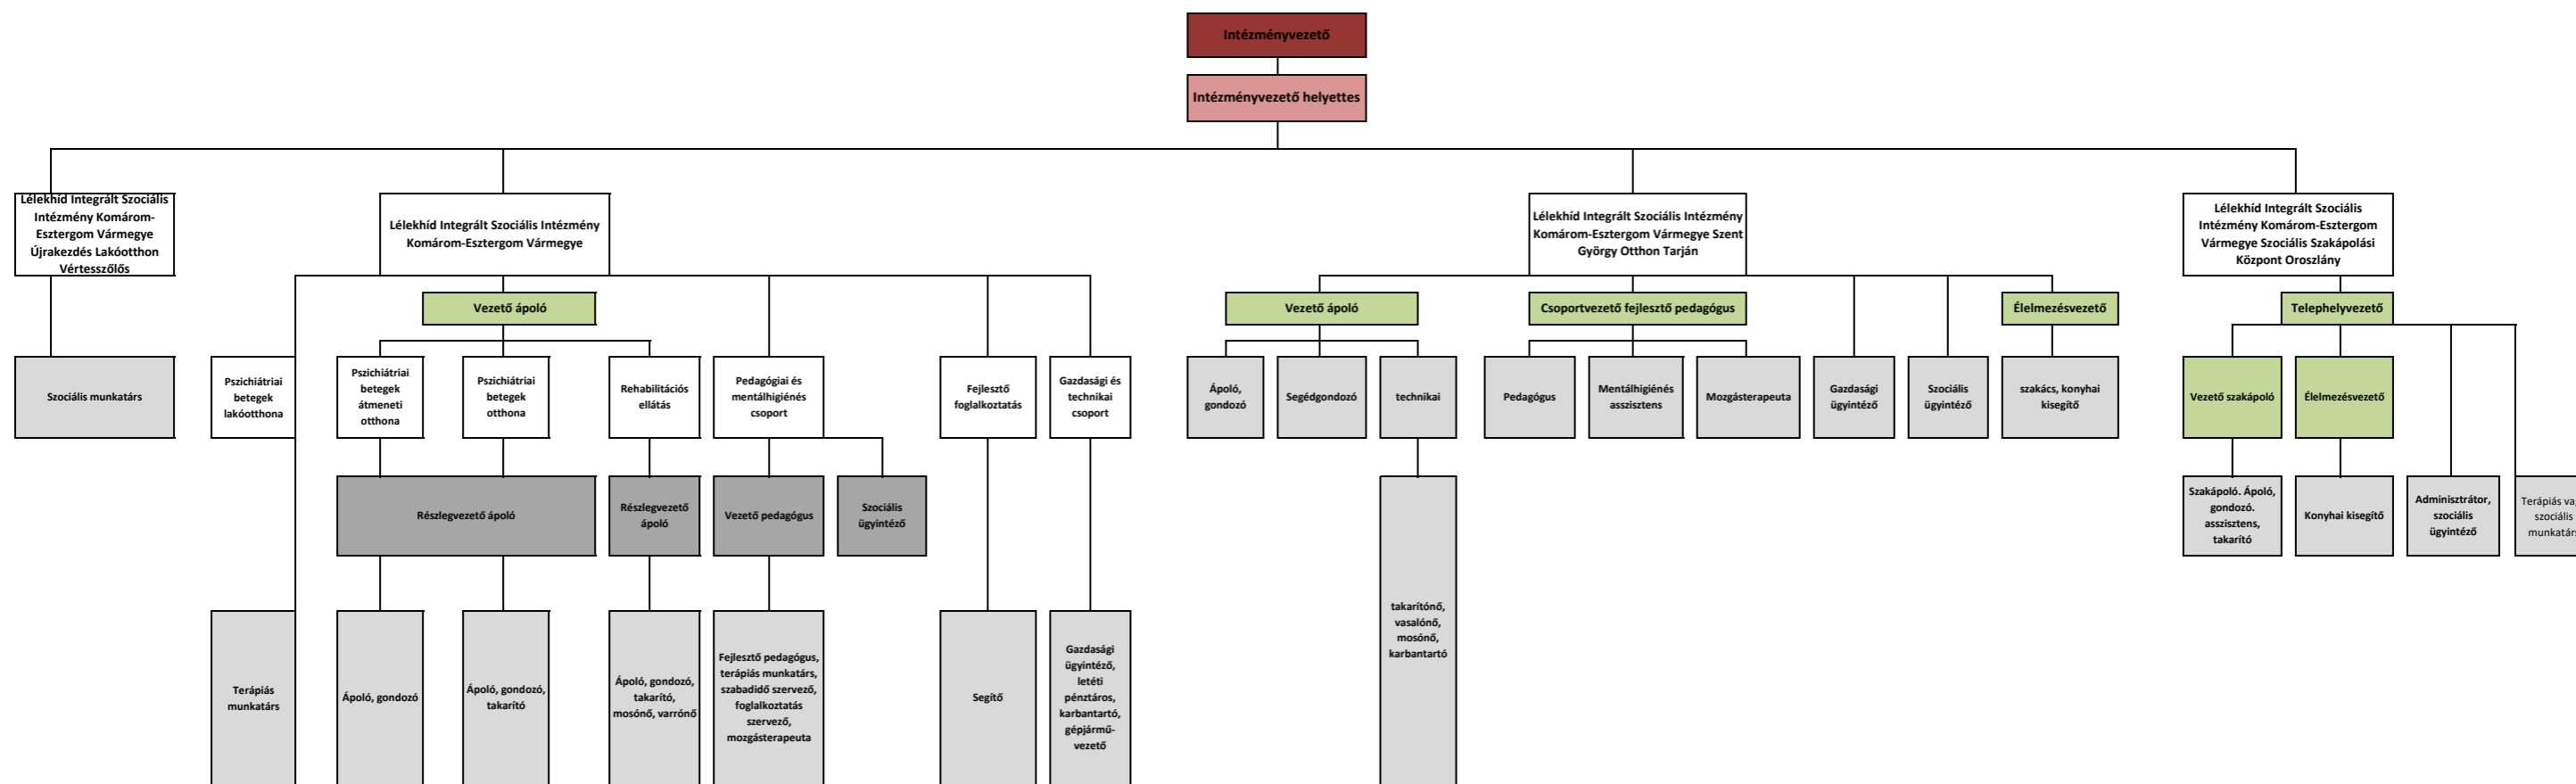 Intézményvezető
Intézményvezető helyettes
Lélekhíd Integrált Szociális
Intézmény Komárom-
Esztergom Vármegye
Újrakezdés Lakóotthon
Vértesszőlős
Lélekhíd Integrált Szociális Intézmény
Komárom-Esztergom Vármegye
Lélekhíd Integrált Szociális Intézmény
Komárom-Esztergom Vármegye Szent
György Otthon Tarján
Lélekhíd Integrált Szociális
Intézmény Komárom-Esztergom
Vármegye Szociális Szakápolási
Központ Oroszlány
Vezető ápoló
Vezető ápoló
Csoportvezető fejlesztő pedagógus
Élelmezésvezető
Telephelyvezető
Szociális munkatárs
Pszichiátriai
betegek
lakóotthona
Pszichiátriai
betegek
átmeneti
otthona
Pszichiátriai
betegek
otthona
Rehabilitációs
ellátás
Pedagógiai és
mentálhigiénés
csoport
Fejlesztő
foglalkoztatás
Gazdasági és
technikai
csoport
Ápoló,
gondozó
Segédgondozó
technikai
Pedagógus
Mentálhigiénés
asszisztens
Mozgásterapeuta
Gazdasági
ügyintéző
Szociális
ügyintéző
szakács, konyhai
kisegítő
Vezető szakápoló
Élelmezésvezető
Részlegvezető ápoló
Részlegvezető
ápoló
Vezető pedagógus
Szociális
ügyintéző
Szakápoló. Ápoló,
gondozó.
asszisztens,
takarító
Konyhai kisegítő
Adminisztrátor,
szociális
ügyintéző
Terápiás
szociális
munkatárs
Terápiás
munkatárs
Ápoló, gondozó
Ápoló, gondozó,
takarító
Ápoló, gondozó,
takarító,
mosónő, varrónő
Fejlesztő pedagógus,
terápiás munkatárs,
szabadidő szervező,
foglalkoztatás
szervező,
mozgásterapeuta
Segítő
Gazdasági
ügyintéző,
letéti
pénztáros,
karbantartó,
gépjármű-
vezető
takarítónő,
vasalónő,
mosónő,
karbantartó